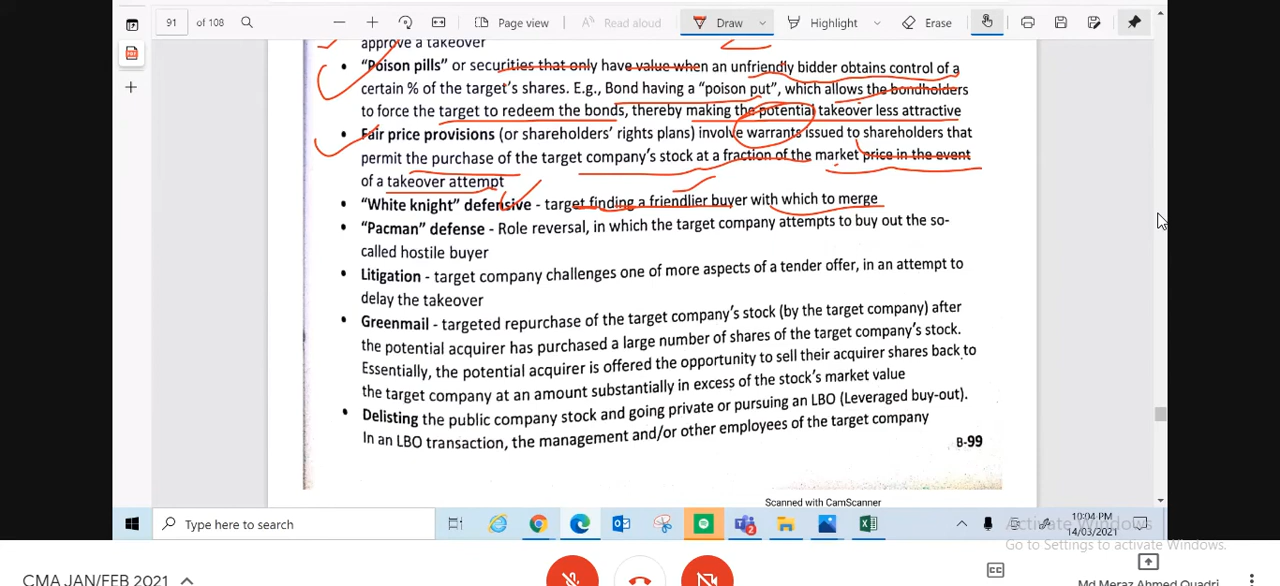 91 of 108
Page view
Read aloud
Draw
Highlight
Erase
approve a takeover
• "Poison pills" or securities that only have value when an unfriendly bidder obtains control of a
certain % of the target's shares. E.g., Bond having a "poison put", which allows the bondholders
to force the target to redeem the bonds, thereby making the potential takeover less attractive
• Fair price provisions (or shareholders' rights plans) involve warrants issued to shareholders that
permit the purchase of the target company's stock at a fraction of the market price in the event
of a takeover attempt
• "White knight" defensive - target finding a friendlier buyer with which to merge
• "Pacman" defense - Role reversal, in which the target company attempts to buy out the so-
called hostile buyer
• Litigation - target company challenges one of more aspects of a tender offer, in an attempt to
delay the takeover
• Greenmail - targeted repurchase of the target company's stock (by the target company) after
the potential acquirer has purchased a large number of shares of the target company's stock.
Essentially, the potential acquirer is offered the opportunity to sell their acquirer shares back to
the target company at an amount substantially in excess of the stock's market value
• Delisting the public company stock and going private or pursuing an LBO (Leveraged buy-out).
In an LBO transaction, the management and/or other employees of the target company
B-99
Scanned with CamScanner
Type here to search
10:04 PM
14/03/2021
Activate Windows
Go to Settings to activate Windows.
CMA JAN/FEB 2021
Md Meraz Ahmed Quadri